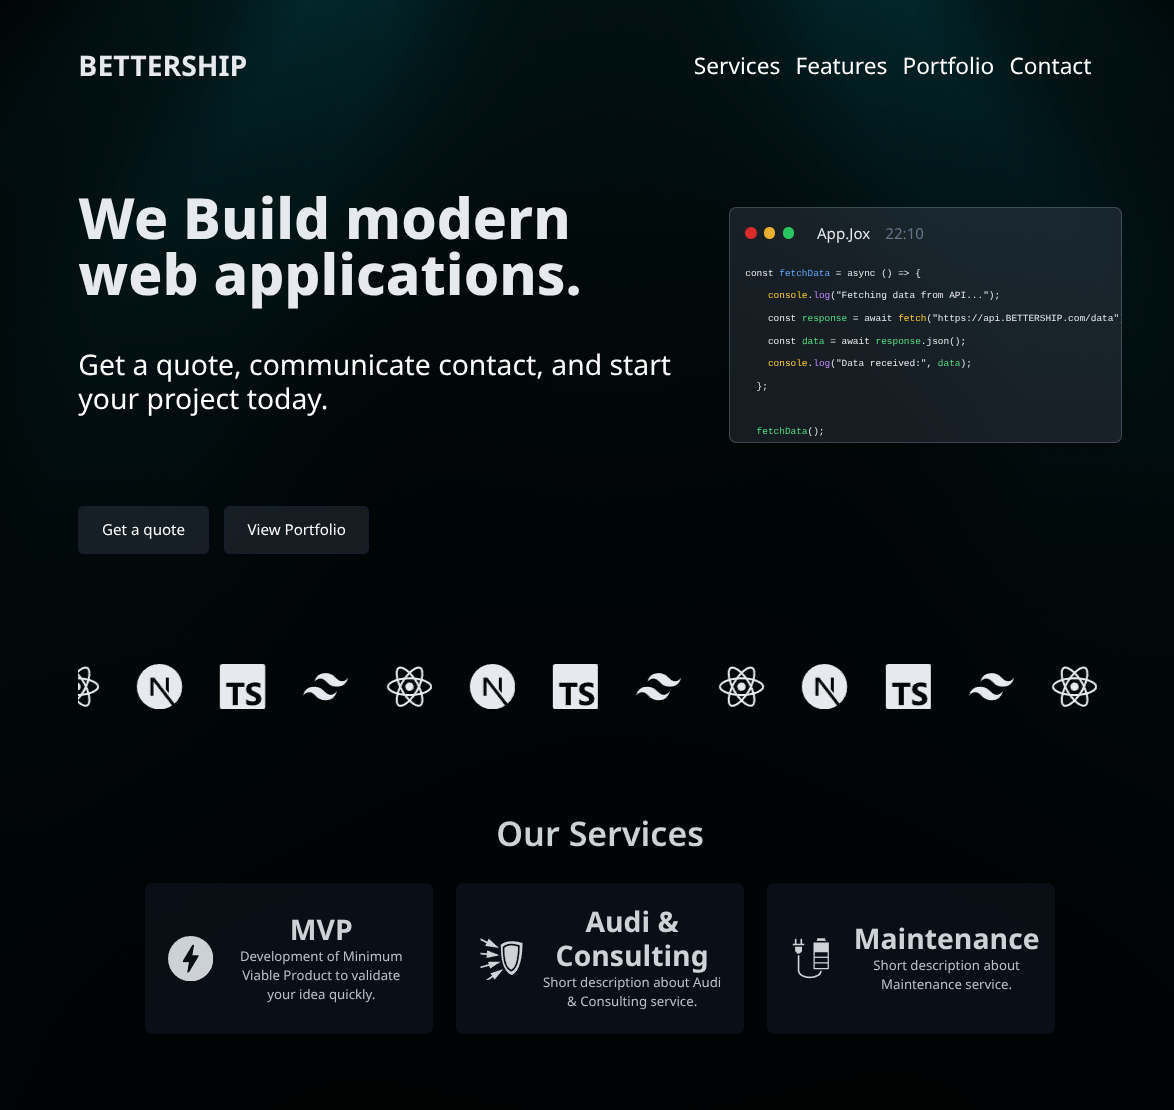 BETTERSHIP
Services Features Portfolio Contact
We Build modern
web applications.
Get a quote, communicate contact, and start
your project today.
Get a quote
View Portfolio
App.Jox 22:10
const fetchData = async () => {
console.log("Fetching data from API...");
const response = await fetch("https://api.BETTERSHIP.com/data"
const data = await response.json();
console.log("Data received:", data);
};
fetchData();
N TS N TS N TS
Our Services
MVP
Development of Minimum
Viable Product to validate
your idea quickly.
Audi &
Consulting
Short description about Audi
& Consulting service.
Maintenance
Short description about
Maintenance service.